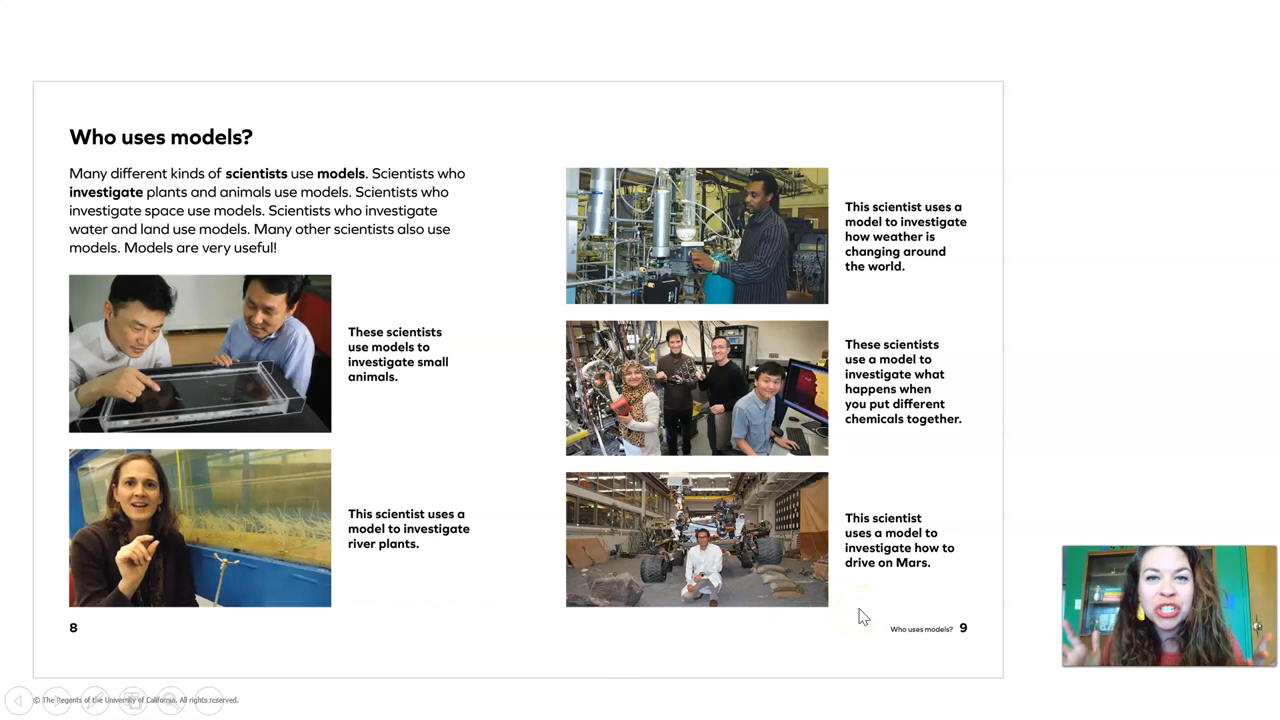 Who uses models?
Many different kinds of scientists use models. Scientists who
investigate plants and animals use models. Scientists who
investigate space use models. Scientists who investigate
water and land use models. Many other scientists also use
models. Models are very useful!
These scientists
use models to
investigate small
animals.
This scientist uses a
model to investigate
river plants.
8
This scientist uses a
model to investigate
how weather is
changing around
the world.
These scientists
use a model to
investigate what
happens when
you put different
chemicals together.
This scientist
uses a model to
investigate how to
drive on Mars.
Who uses models? 9
© The Regents of the University of California. All rights reserved.